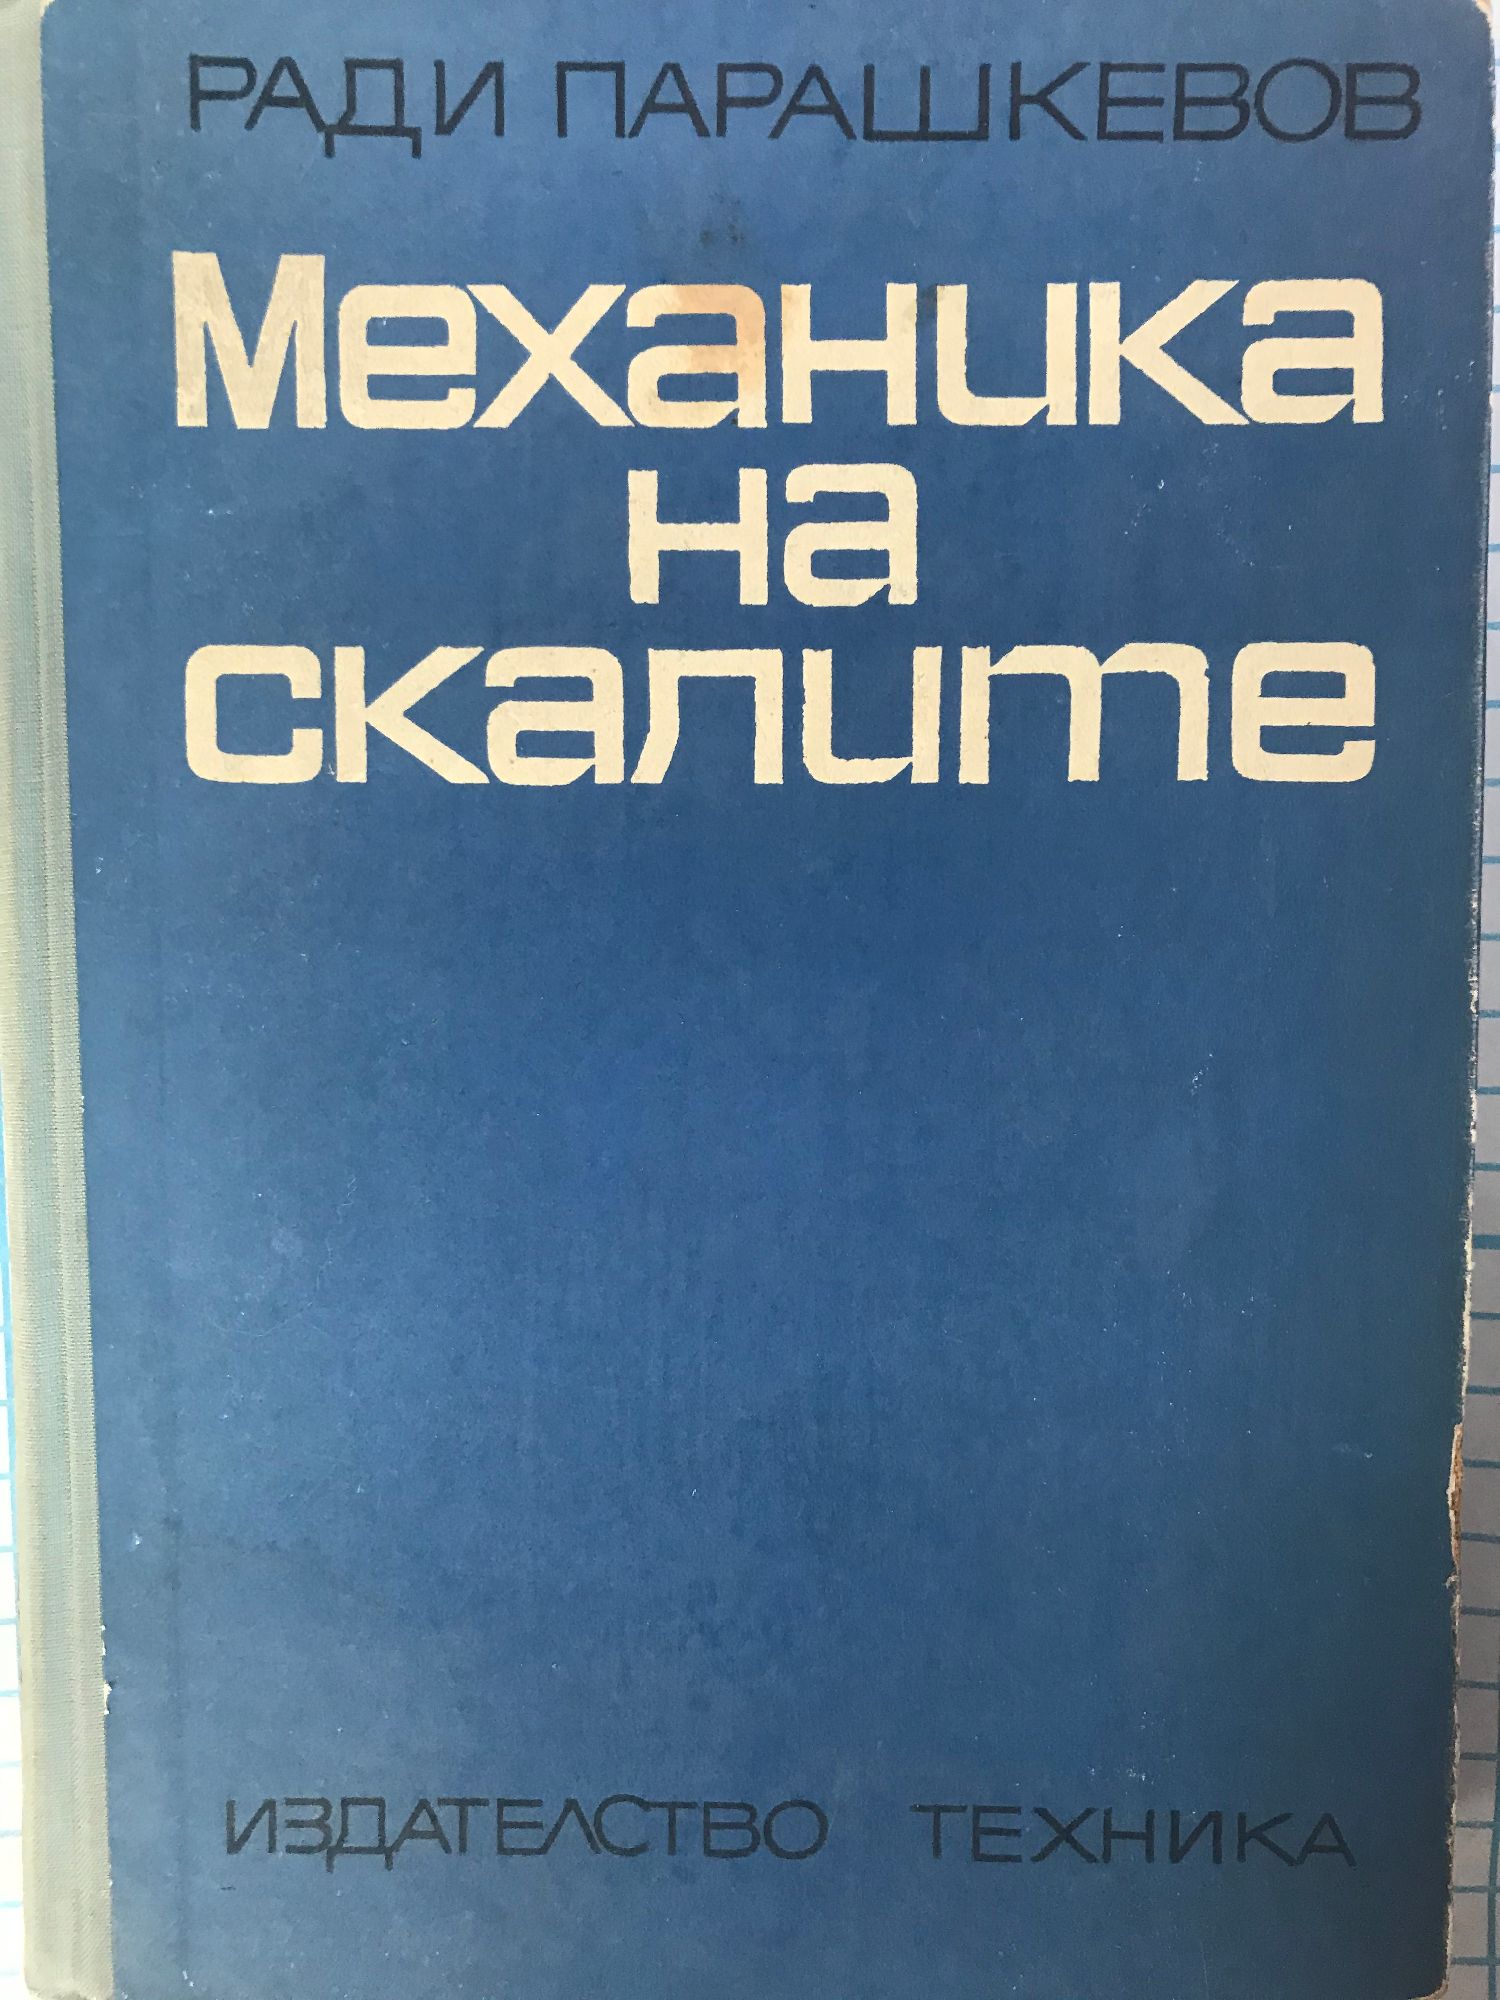 РАДИ ПАРАШКЕВОВ
Механика
на
скалите
ИЗДАТЕЛСТВО ТЕХНИКА